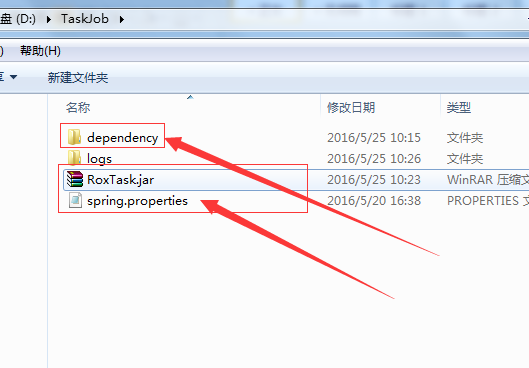 盘 (D:) ▸ TaskJob ▸
) 帮助(H)
享 ▼ 新建文件夹
名称 修改日期 类型
dependency 2016/5/25 10:15 文件夹
logs 2016/5/25 10:26 文件夹
RoxTask.jar 2016/5/25 10:23 WinRAR 压缩文
spring.properties 2016/5/20 16:38 PROPERTIES 文